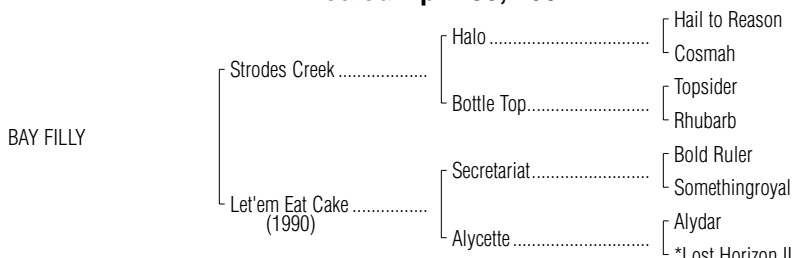 Hail to Reason
Halo
Cosmah
Strodes Creek
Topsider
Bottle Top
Rhubarb
BAY FILLY
Bold Ruler
Secretariat
Somethingroyal
Let'em Eat Cake
(1990)
Alydar
Alycette
*Lost Horizon II